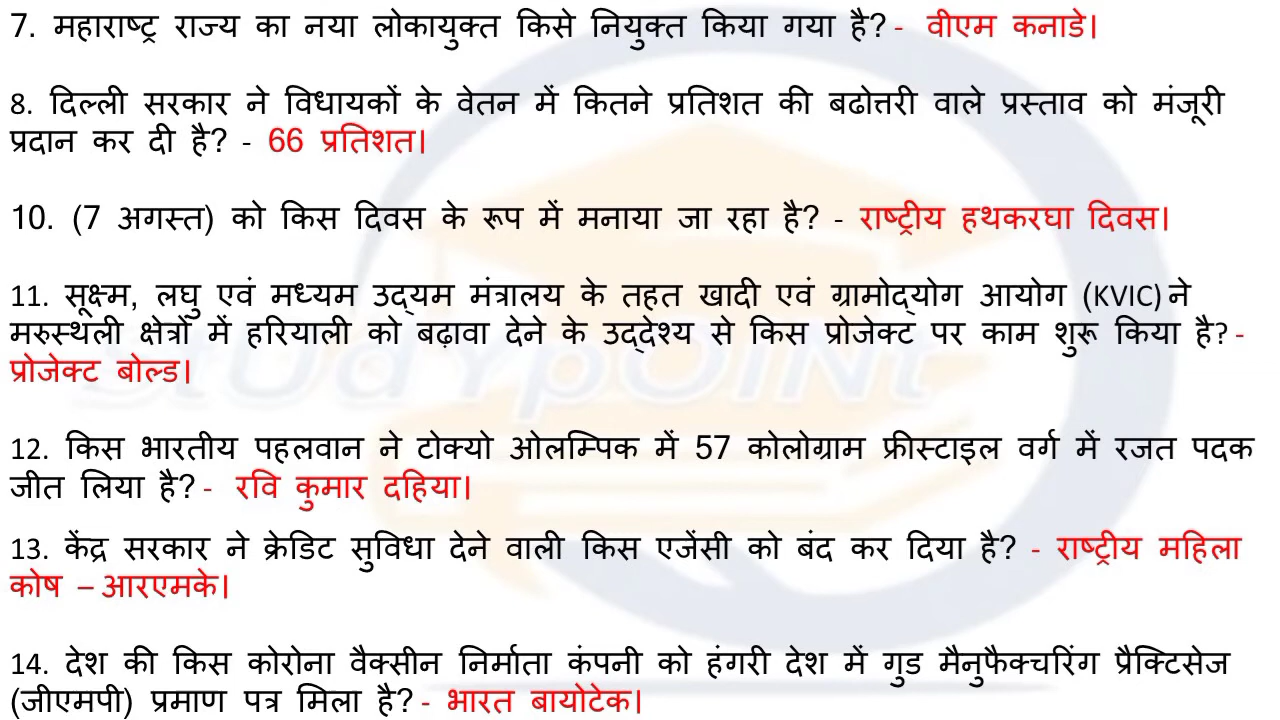 7. महाराष्ट्र राज्य का नया लोकायुक्त किसे नियुक्त किया गया है? - वीएम कनाडे।
8. दिल्ली सरकार ने विधायकों के वेतन में कितने प्रतिशत की बढोत्तरी वाले प्रस्ताव को मंजूरी
प्रदान कर दी है? - 66 प्रतिशत।
10. (7 अगस्त) को किस दिवस के रूप में मनाया जा रहा है? - राष्ट्रीय हथकरघा दिवस।
11. सूक्ष्म, लघु एवं मध्यम उद्यम मंत्रालय के तहत खादी एवं ग्रामोद्योग आयोग (KVIC) ने
मरुस्थली क्षेत्रों में हरियाली को बढ़ावा देने के उद्देश्य से किस प्रोजेक्ट पर काम शुरू किया है? -
प्रोजेक्ट बोल्ड।
12. किस भारतीय पहलवान ने टोक्यो ओलम्पिक में 57 कोलोग्राम फ्रीस्टाइल वर्ग में रजत पदक
जीत लिया है? - रवि कुमार दहिया।
13. केंद्र सरकार ने क्रेडिट सुविधा देने वाली किस एजेंसी को बंद कर दिया है? - राष्ट्रीय महिला
कोष – आरएमके।
14. देश की किस कोरोना वैक्सीन निर्माता कंपनी को हंगरी देश में गुड मैनुफैक्चरिंग प्रैक्टिसेज
(जीएमपी) प्रमाण पत्र मिला है? - भारत बायोटेक।
StUdYpOINt